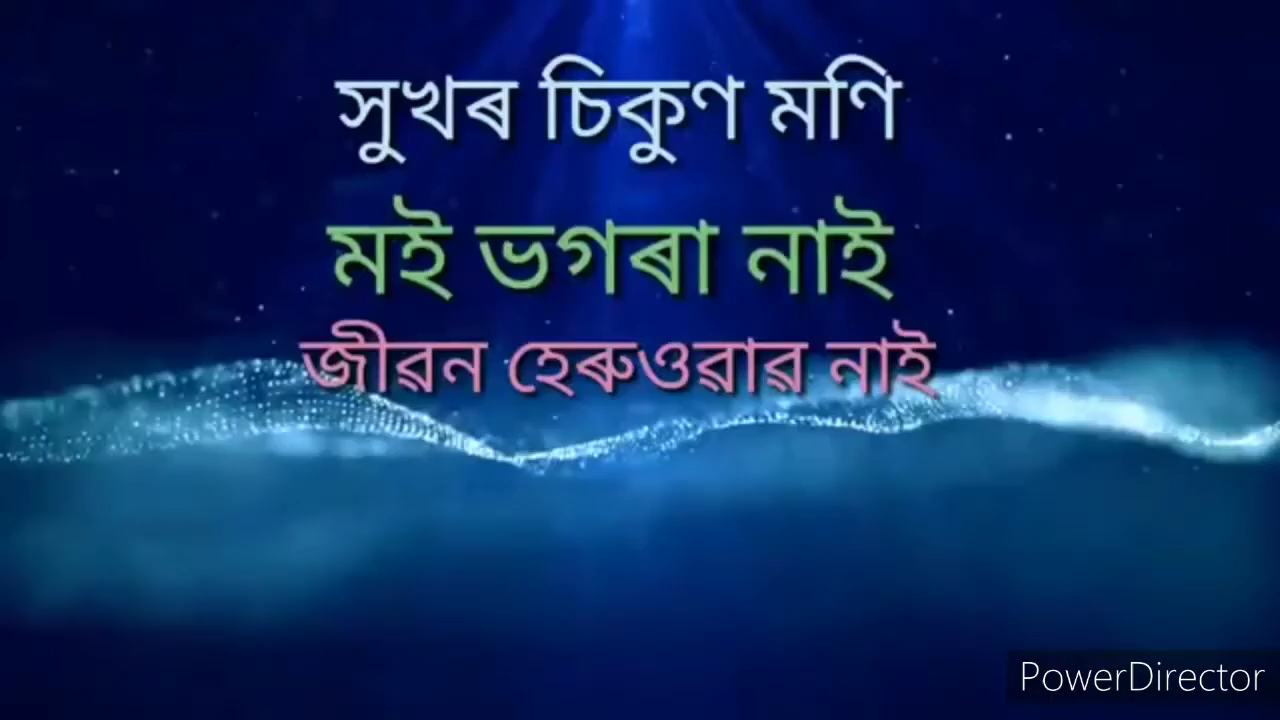 সুখৰ চিকুণ মণি
মই ভগৰা নাই
জীৱন হেৰুওৱাৱ নাই
PowerDirector